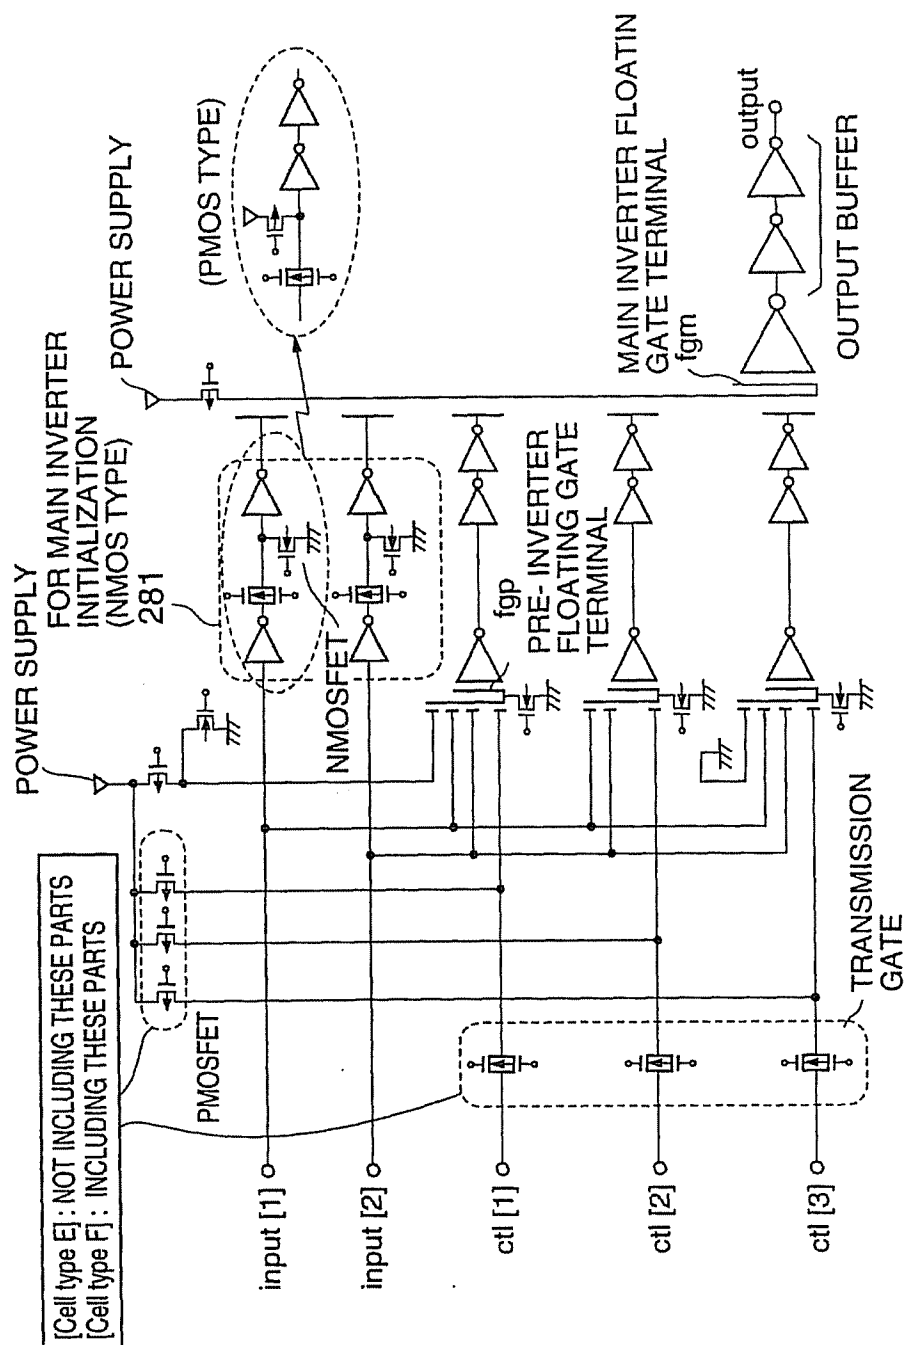 [Cell type E] : NOT INCLUDING THESE PARTS
[Cell type F] : INCLUDING THESE PARTS
POWER SUPPLY
FOR MAIN INVERTER
INITIALIZATION
(NMOS TYPE)
281
POWER SUPPLY
(PMOS TYPE)
PMOSFET
NMOSFET
input [1]
input [2]
ctl [1]
ctl [2]
ctl [3]
fgp
PRE- INVERTER
FLOATING GATE
TERMINAL
MAIN INVERTER FLOATIN
GATE TERMINAL
fgm
output
OUTPUT BUFFER
TRANSMISSION
GATE